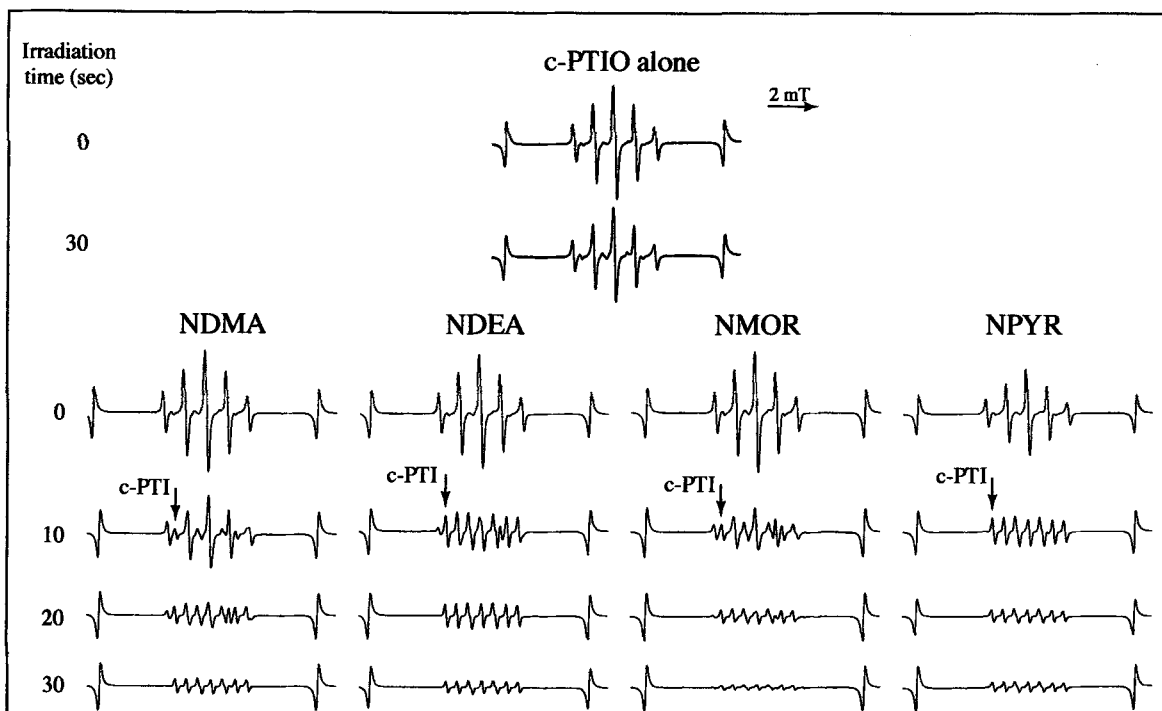 Irradiation
time (sec)
c-PTIO alone
2 mT
0
30
NDMA NDEA NMOR NPYR
0
c-PTI c-PTI c-PTI c-PTI
10
20
30